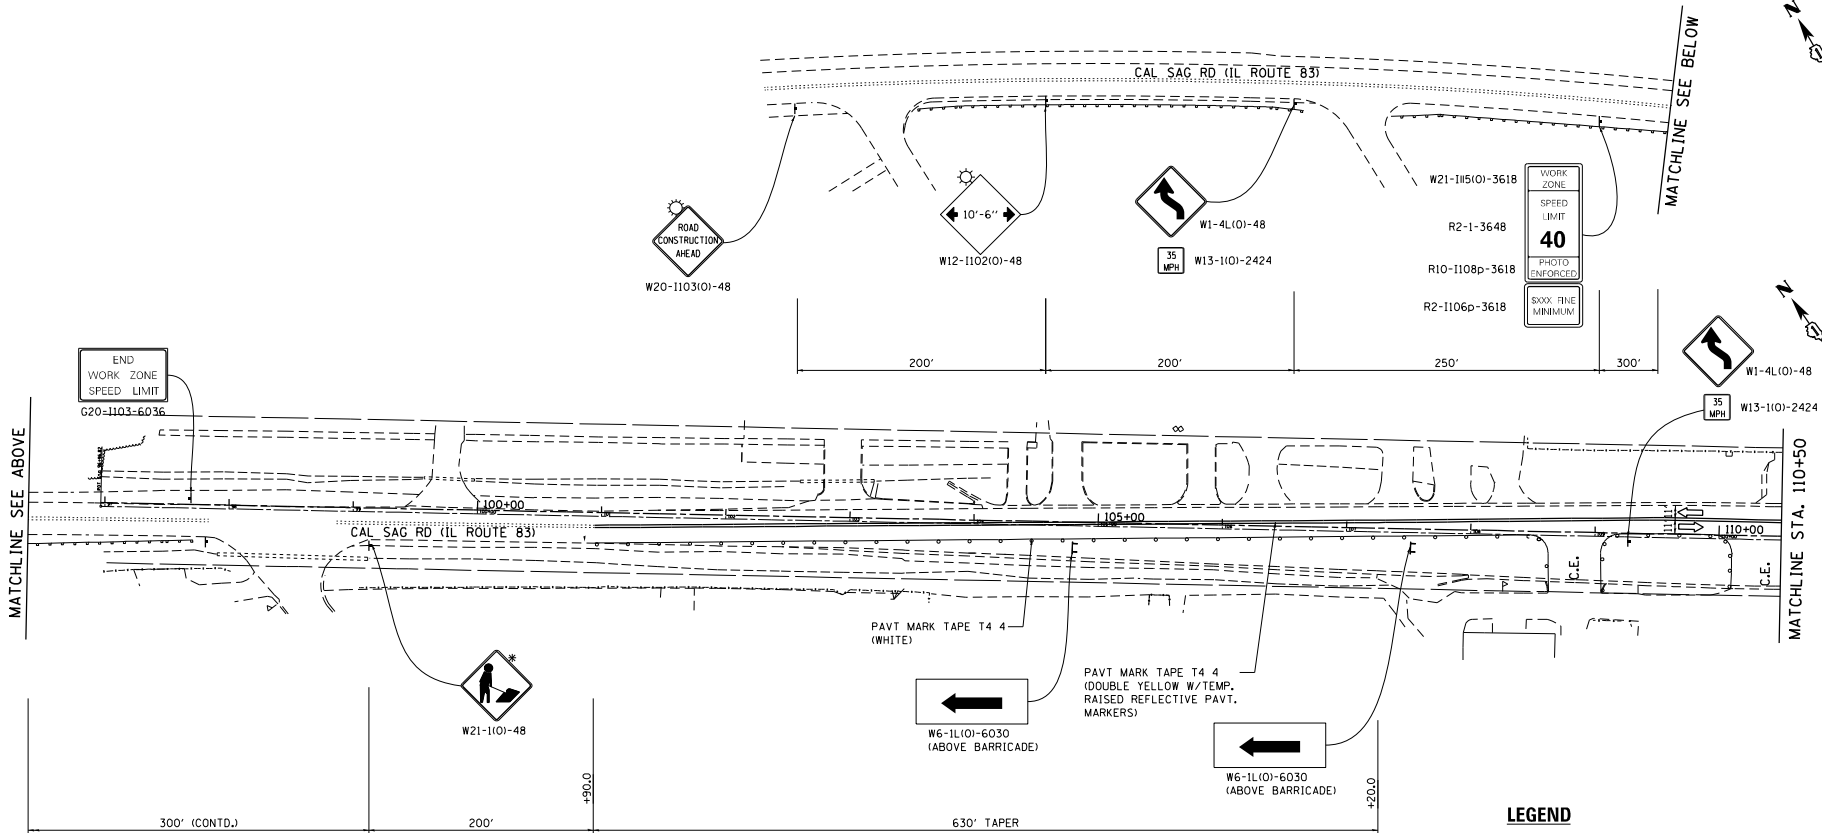 N
CAL SAG RD (IL ROUTE 83)
MATCHLINE SEE BELOW
ROAD
CONSTRUCTION
AHEAD
W20-I103(O)-48
10'-6"
W12-I102(O)-48
W1-4L(O)-48
35
MPH
W13-1(O)-2424
W21-I115(O)-3618
WORK
ZONE
R2-1-3648
SPEED
LIMIT
40
R10-I108p-3618
PHOTO
ENFORCED
R2-I106p-3618
$XXX FINE
MINIMUM
200'
200'
250'
300'
N
W1-4L(O)-48
35
MPH
W13-1(O)-2424
END
WORK ZONE
SPEED LIMIT
G20-I103-6036
MATCHLINE SEE ABOVE
100+00
105+00
110+00
CAL SAG RD (IL ROUTE 83)
C.E.
C.E.
11'
11'
MATCHLINE STA. 110+50
PAVT MARK TAPE T4 4
(WHITE)
PAVT MARK TAPE T4 4
(DOUBLE YELLOW W/TEMP.
RAISED REFLECTIVE PAVT.
MARKERS)
*
W21-1(O)-48
W6-1L(O)-6030
(ABOVE BARRICADE)
W6-1L(O)-6030
(ABOVE BARRICADE)
+90.0
+20.0
300' (CONTD.)
200'
630' TAPER
LEGEND